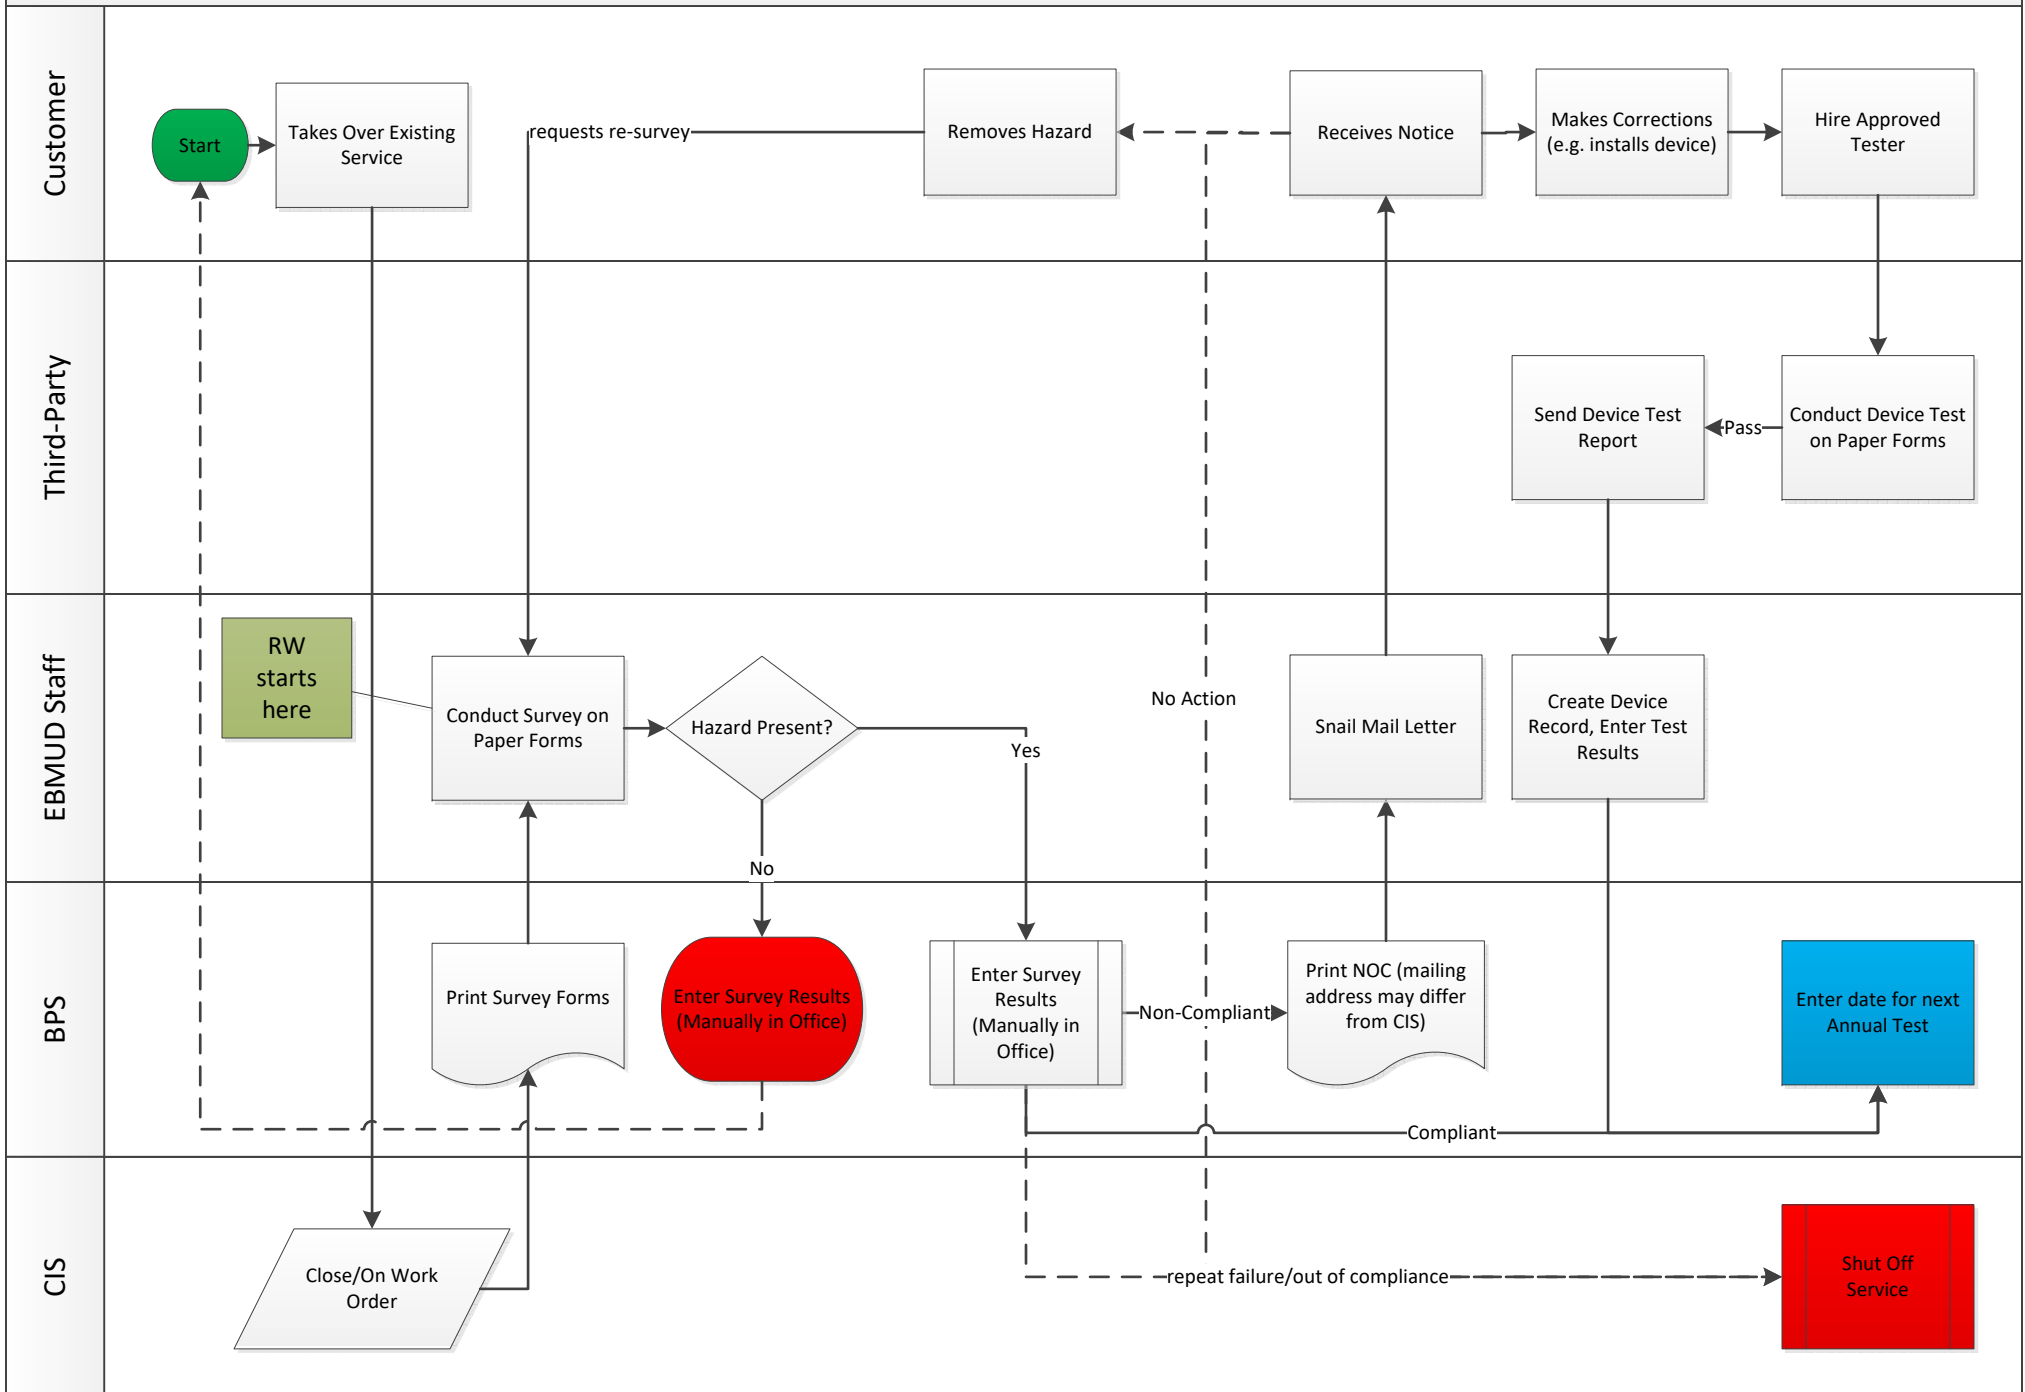 Customer
Start
Takes Over Existing
Service
requests re-survey
Removes Hazard
Receives Notice
Makes Corrections
(e.g. installs device)
Hire Approved
Tester
Third-Party
Send Device Test
Report
Pass
Conduct Device Test
on Paper Forms
EBMUD Staff
RW
starts
here
Conduct Survey on
Paper Forms
Hazard Present?
Yes
No
No Action
Snail Mail Letter
Create Device
Record, Enter Test
Results
BPS
Print Survey Forms
Enter Survey Results
(Manually in Office)
Enter Survey
Results
(Manually in
Office)
Non-Compliant
Print NOC (mailing
address may differ
from CIS)
Enter date for next
Annual Test
Compliant
CIS
Close/On Work
Order
repeat failure/out of compliance
Shut Off
Service